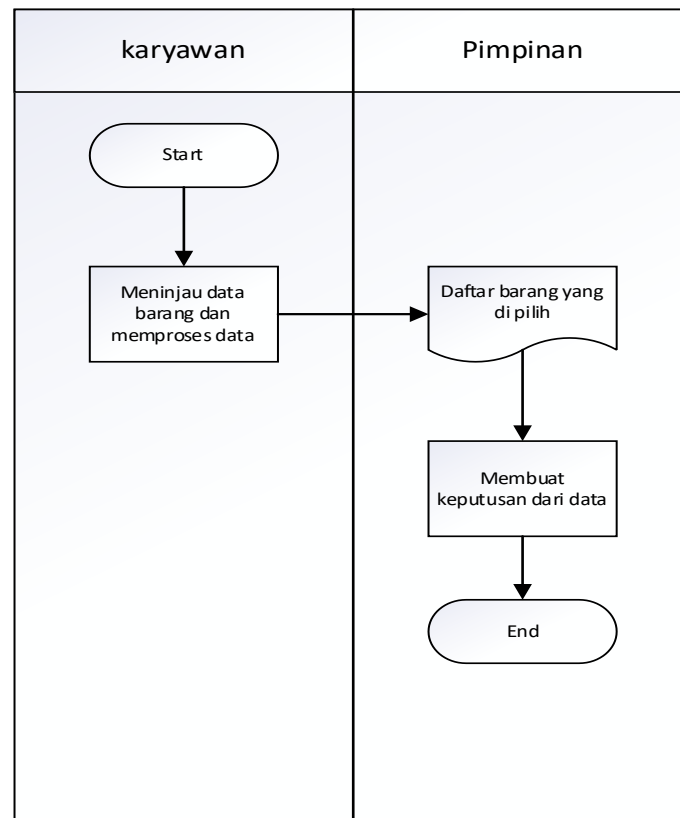 karyawan
Pimpinan
Start
Meninjau data
barang dan
memproses data
Daftar barang yang
di pilih
Membuat
keputusan dari data
End